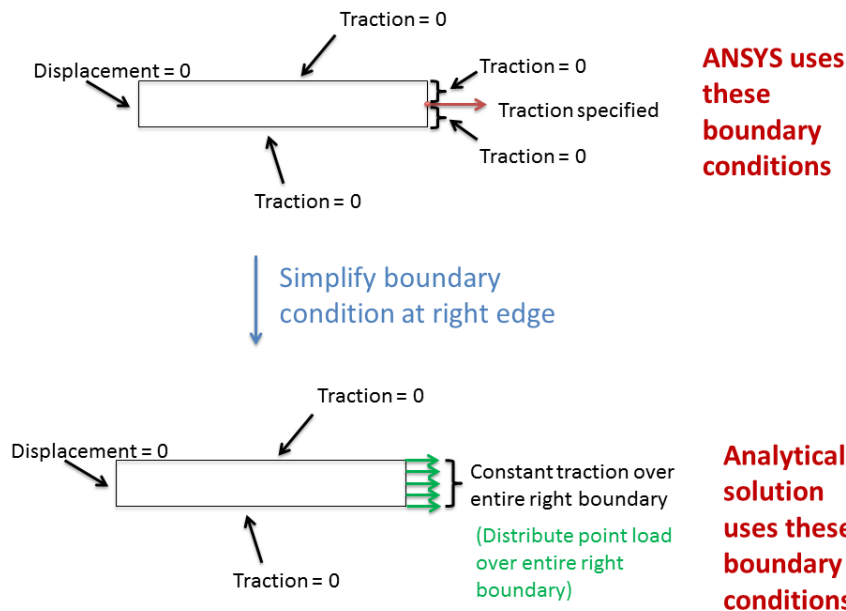 Traction = 0
Displacement = 0
Traction = 0
Traction specified
Traction = 0
Traction = 0
ANSYS uses
these
boundary
conditions
Simplify boundary
condition at right edge
Traction = 0
Displacement = 0
Constant traction over
entire right boundary
(Distribute point load
over entire right
boundary)
Traction = 0
Analytical
solution
uses these
boundary
conditions